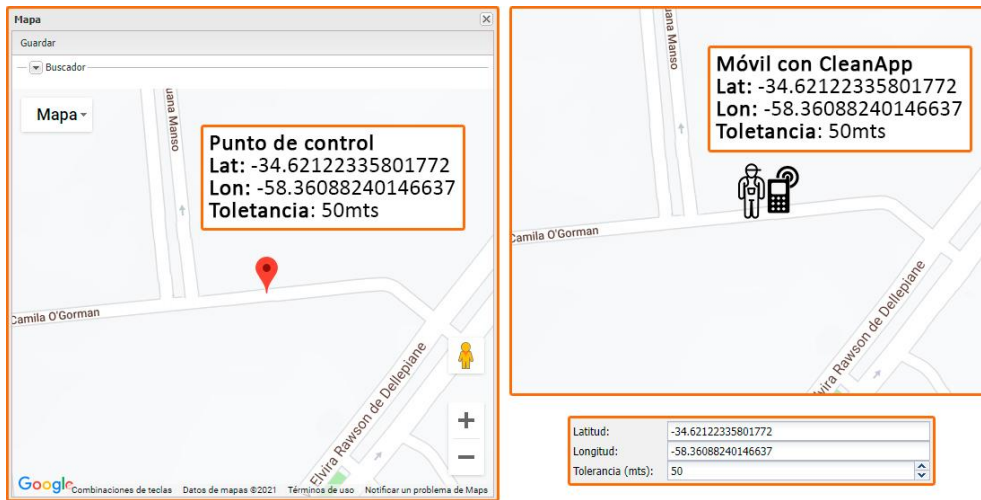 Mapa
Guardar
Buscador
Mapa
Juana Manso
Punto de control
Lat: -34.62122335801772
Lon: -58.36088240146637
Toletancia: 50mts
Camila O'Gorman
Elvira Rawson de Dellepiane
Google
Combinaciones de teclas Datos de mapas ©2021 Términos de uso Notificar un problema de Maps
Juana Manso
Móvil con CleanApp
Lat: -34.62122335801772
Lon: -58.36088240146637
Toletancia: 50mts
Camila O'Gorman
Elvira Rawson de Dellepiane
Latitud: -34.62122335801772
Longitud: -58.36088240146637
Tolerancia (mts): 50